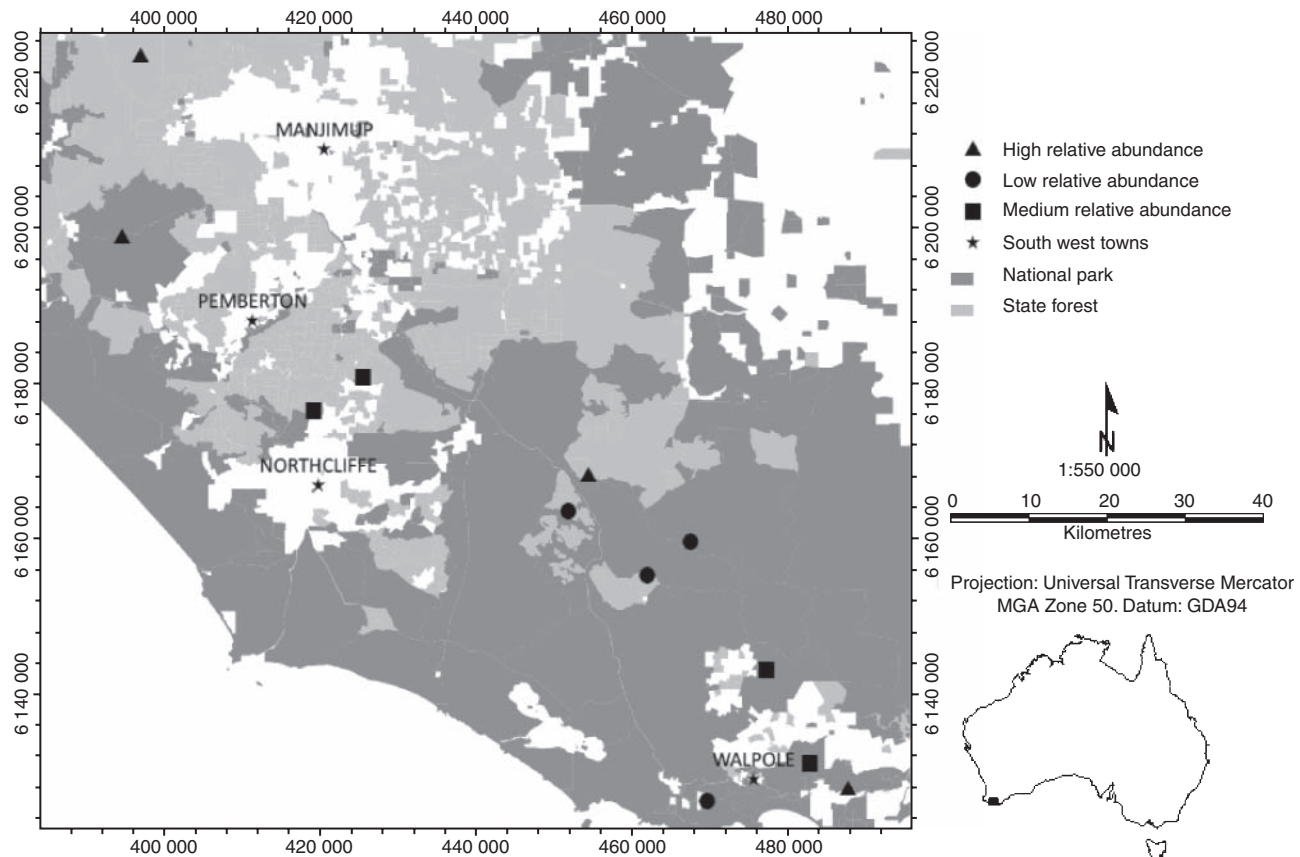 400 000 420 000 440 000 460 000 480 000
6 220 000 6 220 000
MANJIMUP
High relative abundance
Low relative abundance
Medium relative abundance
South west towns
National park
State forest
6 200 000 6 200 000
PEMBERTON
6 180 000 6 180 000
NORTHCLIFFE
N
1:550 000
0 10 20 30 40
Kilometres
6 160 000 6 160 000
Projection: Universal Transverse Mercator
MGA Zone 50. Datum: GDA94
6 140 000 6 140 000
WALPOLE
400 000 420 000 440 000 460 000 480 000